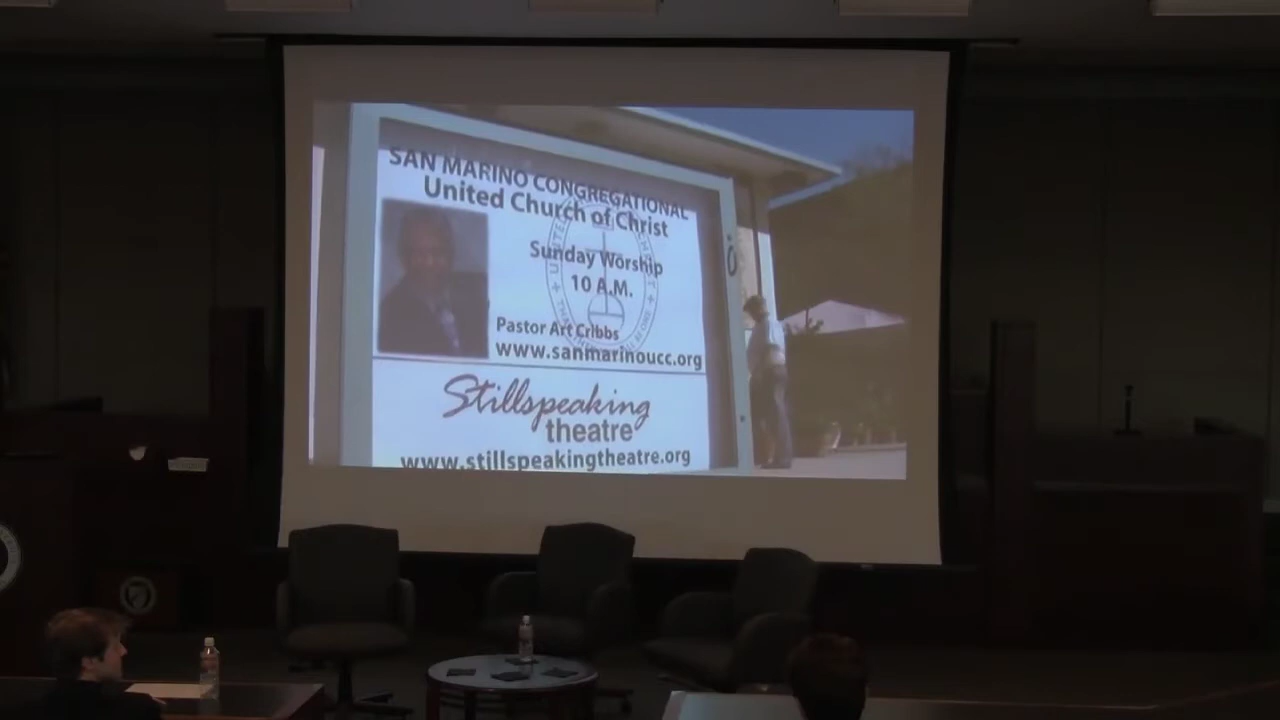 SAN MARINO CONGREGATIONAL
United Church of Christ
Sunday Worship
10 A.M.
Pastor Art Cribbs
www.sanmarinoucc.org
Stillspeaking
theatre
www.stillspeakingtheatre.org